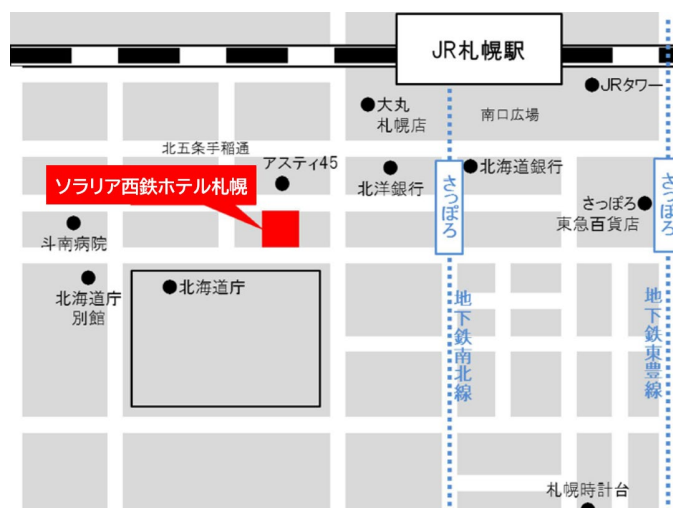 JR札幌駅
JRタワー
大丸
札幌店
南口広場
北五条手稲通
アスティ45
北洋銀行
北海道銀行
さっぽろ
ソラリア西鉄ホテル札幌
さっぽろ
東急百貨店
さっぽろ
斗南病院
北海道庁
別館
北海道庁
地下鉄南北線
地下鉄東豊線
札幌時計台